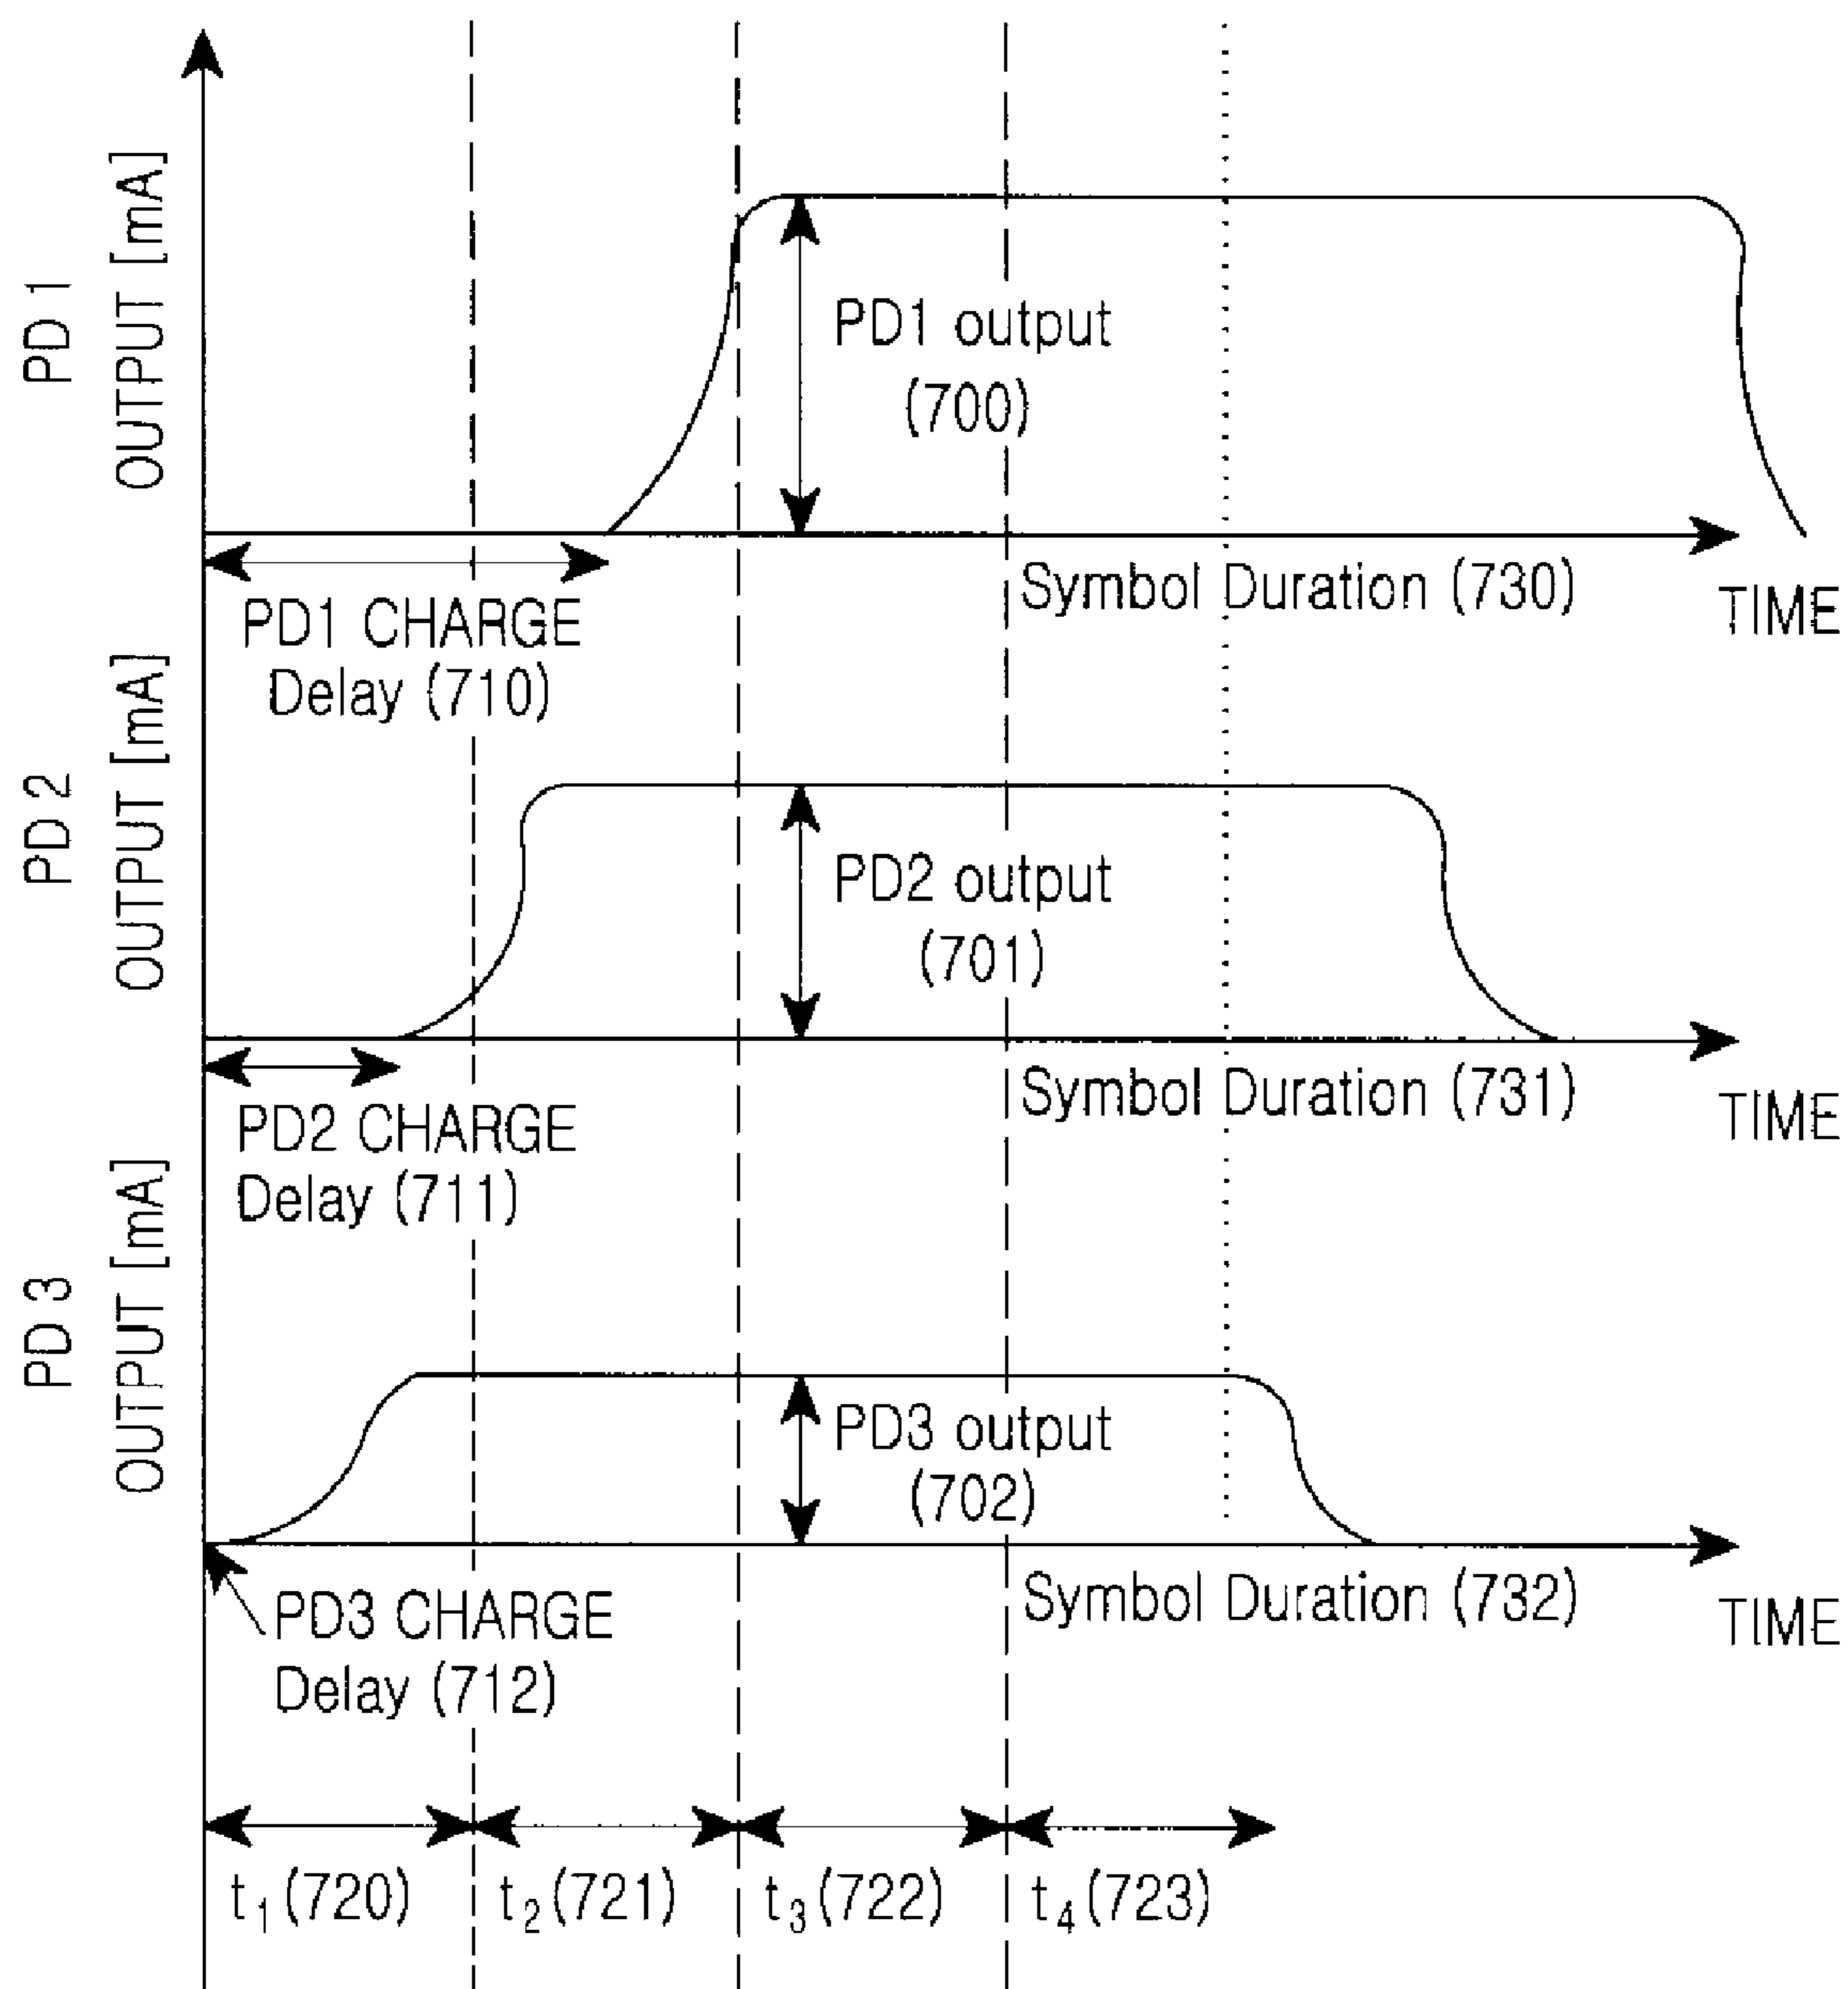 PD 1
OUTPUT [mA]
PD1 output
(700)
Symbol Duration (730)
TIME
PD1 CHARGE
Delay (710)
PD 2
OUTPUT [mA]
PD2 output
(701)
Symbol Duration (731)
TIME
PD2 CHARGE
Delay (711)
PD 3
OUTPUT [mA]
PD3 output
(702)
Symbol Duration (732)
TIME
PD3 CHARGE
Delay (712)
t₁(720) t₂(721) t₃(722) t₄(723)